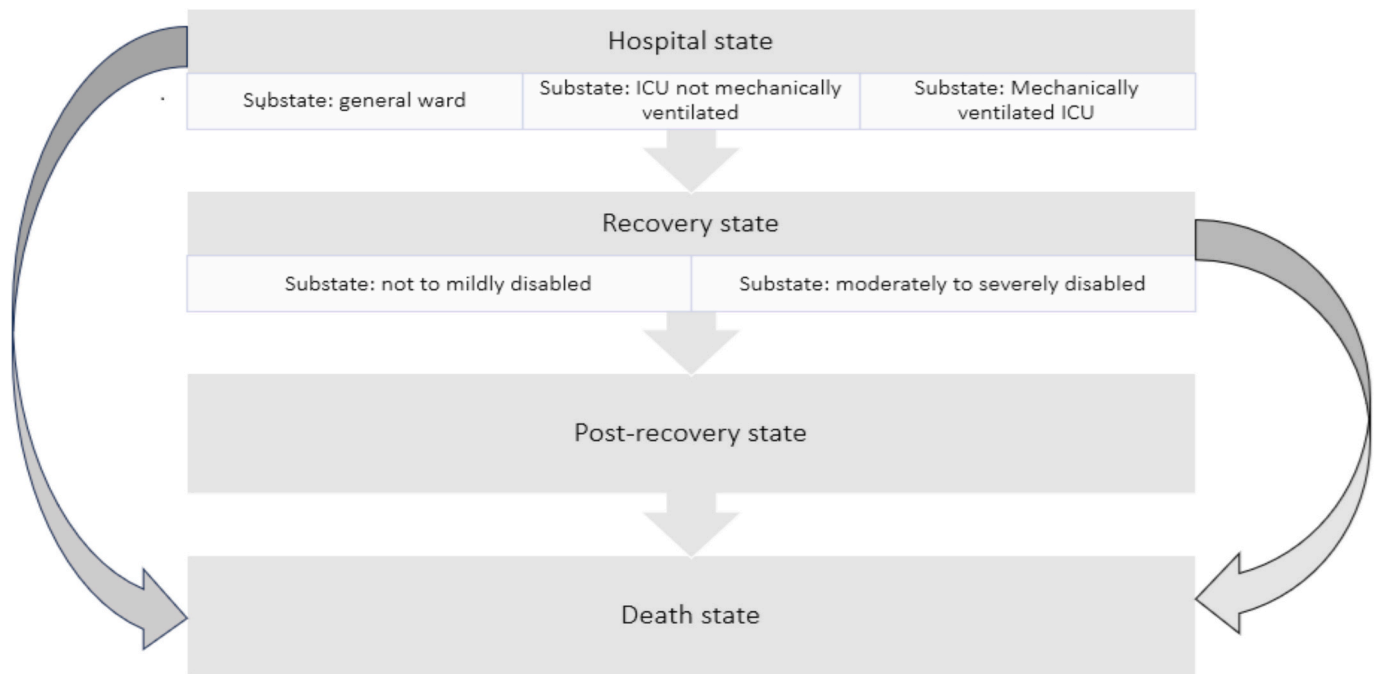 Hospital state
Substate: general ward
Substate: ICU not mechanically
ventilated
Substate: Mechanically
ventilated ICU
Recovery state
Substate: not to mildly disabled
Substate: moderately to severely disabled
Post-recovery state
Death state